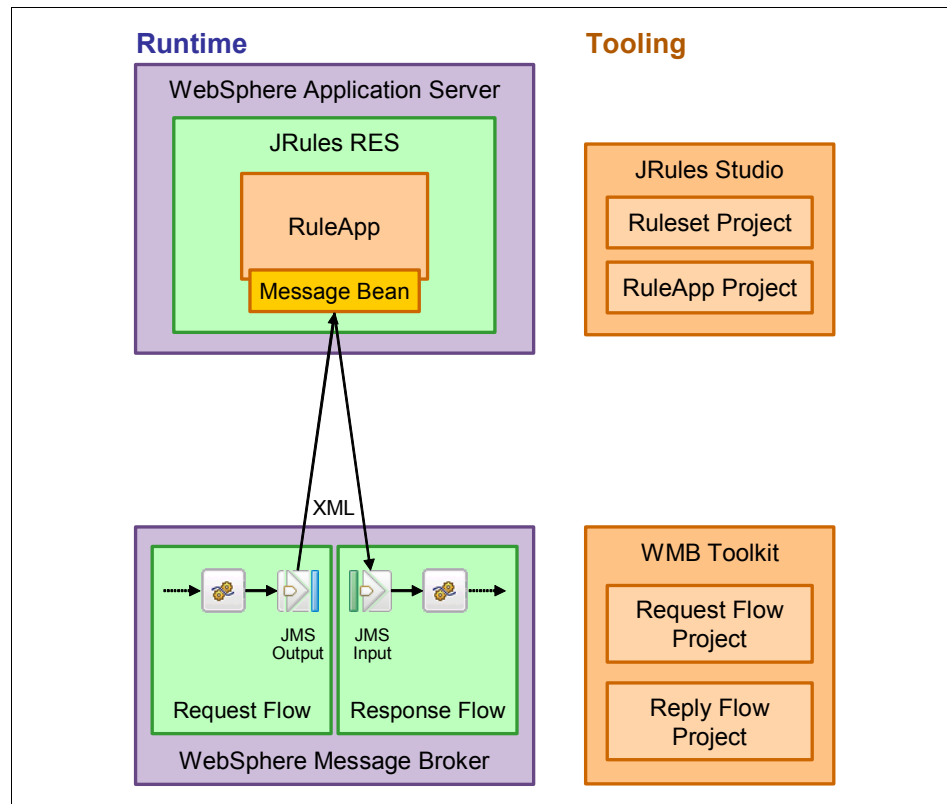 Runtime
Tooling
WebSphere Application Server
JRules RES
RuleApp
Message Bean
JRules Studio
Ruleset Project
RuleApp Project
XML
JMS
Output
JMS
Input
Request Flow
Response Flow
WebSphere Message Broker
WMB Toolkit
Request Flow
Project
Reply Flow
Project